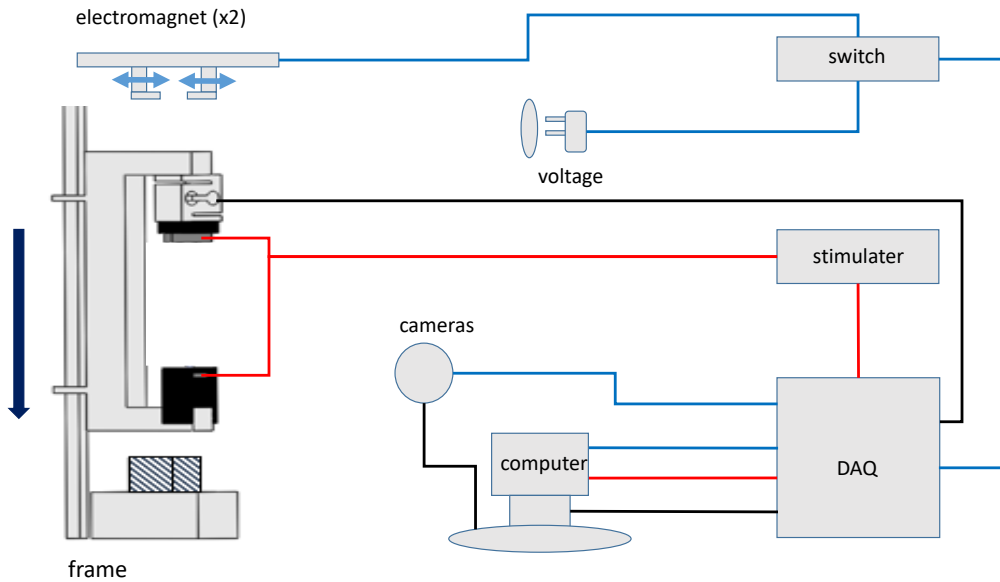 electromagnet (x2)
switch
voltage
stimulater
cameras
computer
DAQ
frame